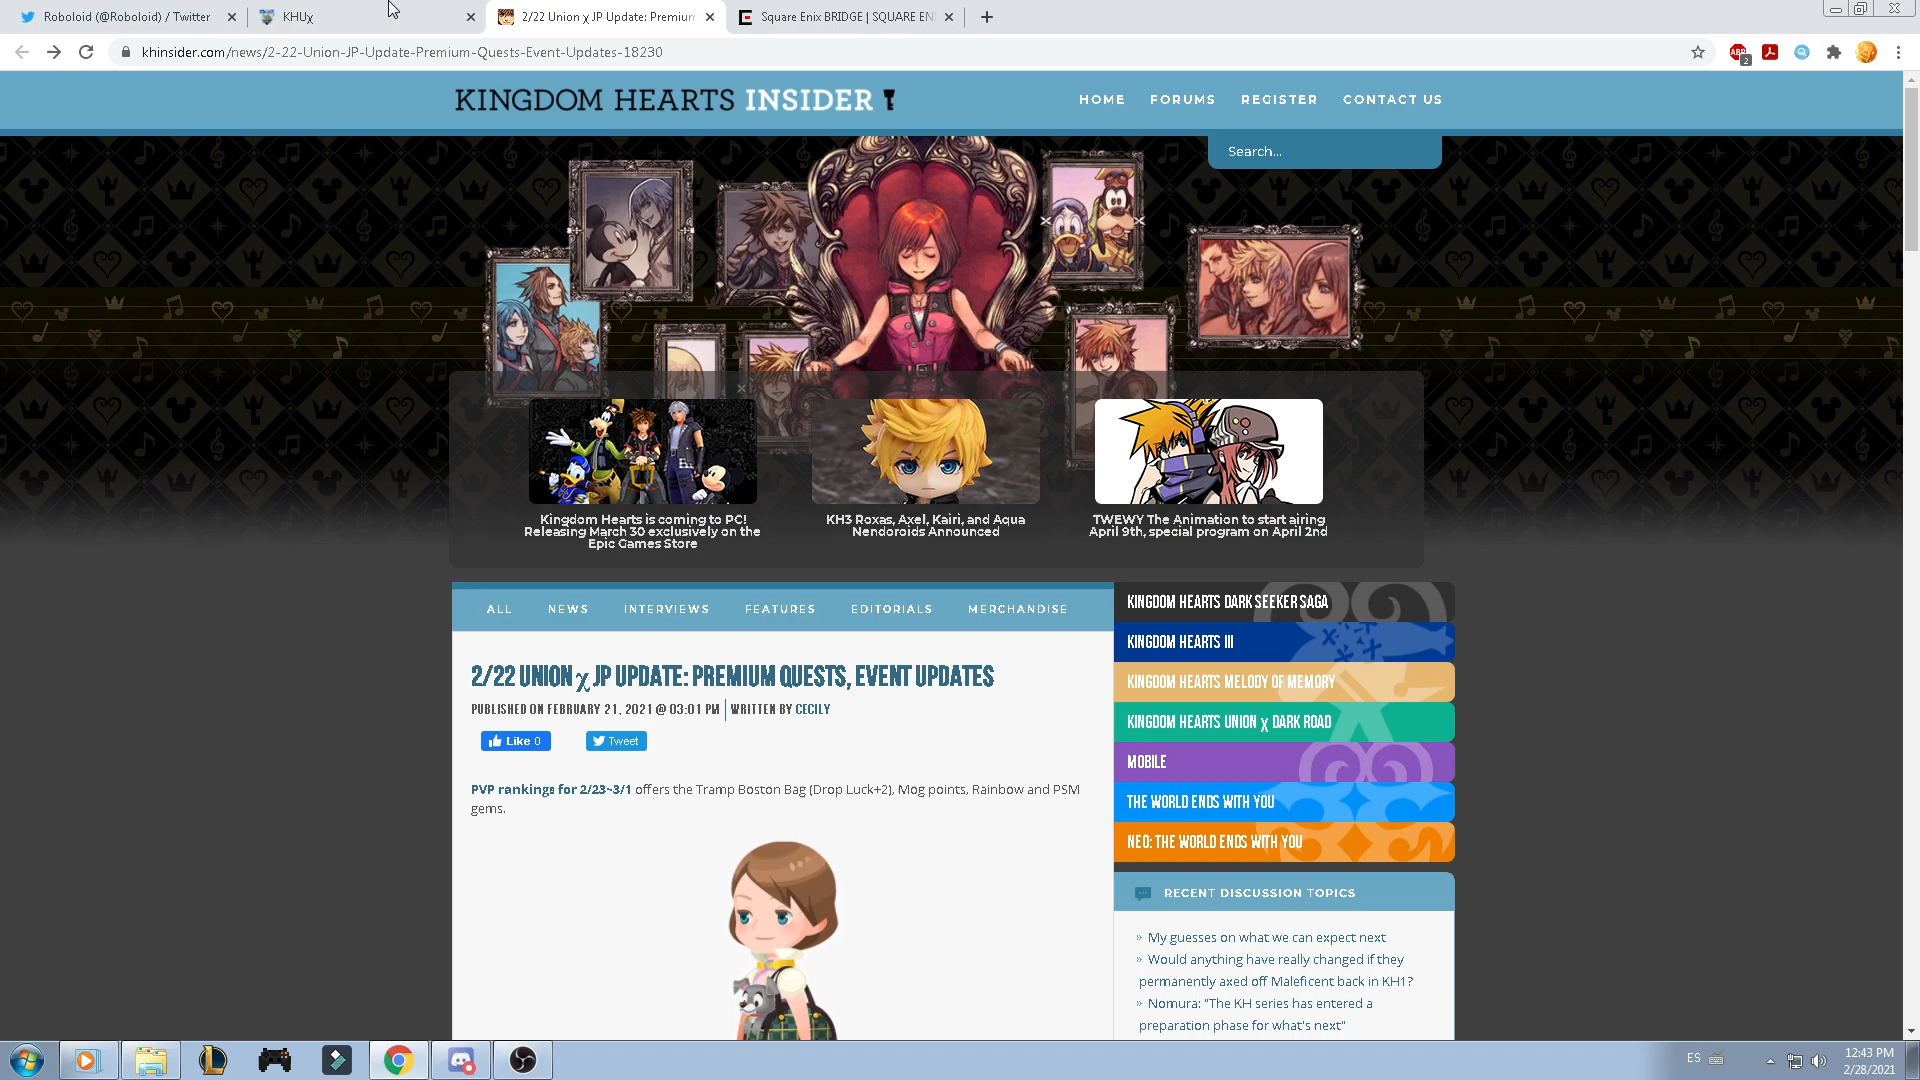 Roboloid (@Roboloid) / Twitter
KHUχ
2/22 Union χ JP Update: Premium
Square Enix BRIDGE | SQUARE EN
khinsider.com/news/2-22-Union-JP-Update-Premium-Quests-Event-Updates-18230
ABP
2
KINGDOM HEARTS INSIDER
HOME
FORUMS
REGISTER
CONTACT US
Search...
Kingdom Hearts is coming to PC!
Releasing March 30 exclusively on the
Epic Games Store
KH3 Roxas, Axel, Kairi, and Aqua
Nendoroids Announced
TWEWY The Animation to start airing
April 9th, special program on April 2nd
ALL
NEWS
INTERVIEWS
FEATURES
EDITORIALS
MERCHANDISE
2/22 UNION χ JP UPDATE: PREMIUM QUESTS, EVENT UPDATES
PUBLISHED ON FEBRUARY 21, 2021 @ 03:01 PM | WRITTEN BY CECILY
Like 0
Tweet
PVP rankings for 2/23~3/1 offers the Tramp Boston Bag (Drop Luck+2), Mog points, Rainbow and PSM
gems.
KINGDOM HEARTS DARK SEEKER SAGA
KINGDOM HEARTS III
KINGDOM HEARTS MELODY OF MEMORY
KINGDOM HEARTS UNION χ DARK ROAD
MOBILE
THE WORLD ENDS WITH YOU
NEO: THE WORLD ENDS WITH YOU
RECENT DISCUSSION TOPICS
» My guesses on what we can expect next
» Would anything have really changed if they
permanently axed off Maleficent back in KH1?
» Nomura: "The KH series has entered a
preparation phase for what's next"
ES
12:43 PM
2/28/2021